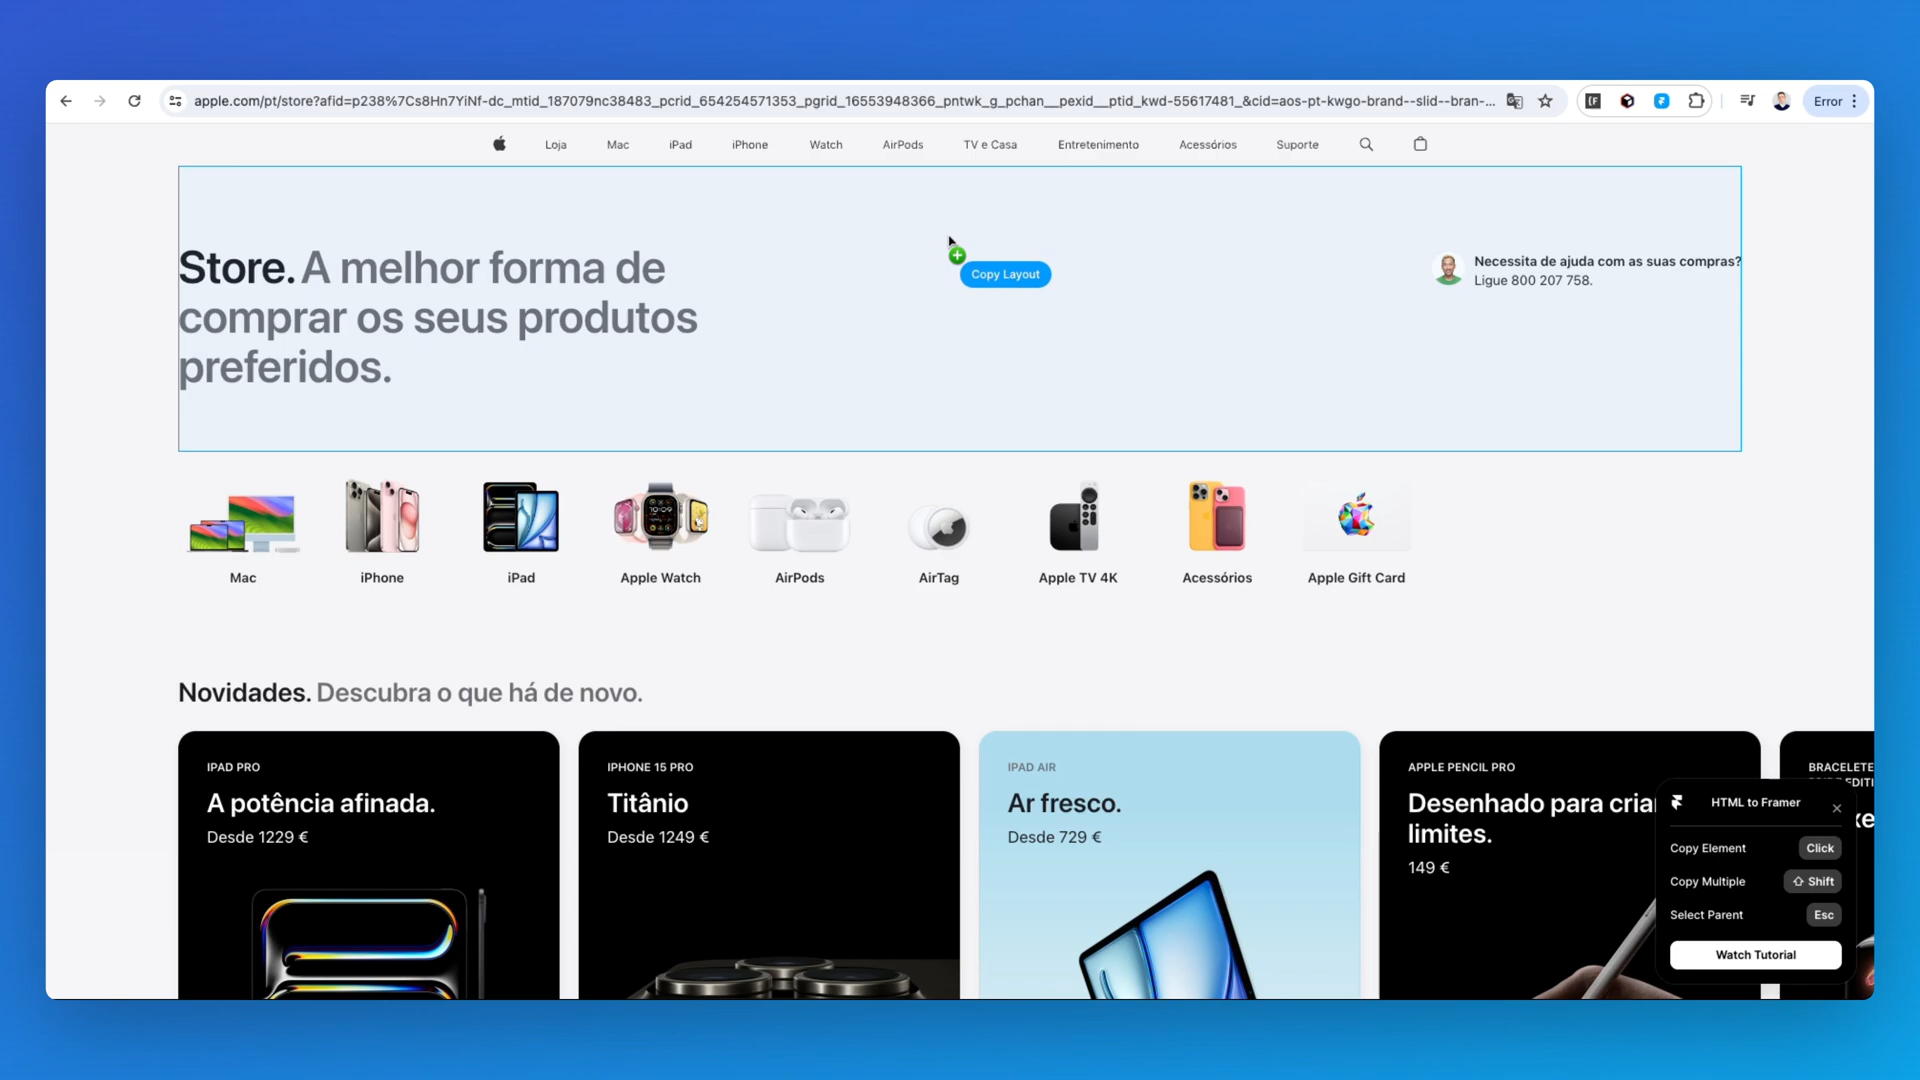 apple.com/pt/store?afid=p238%7Cs8Hn7YiNf-dc_mtid_187079nc38483_pcrid_654254571353_pgrid_16553948366_pntwk_g_pchan__pexid__ptid_kwd-55617481_&cid=aos-pt-kwgo-brand--slid--bran-...
Error
Loja Mac iPad iPhone Watch AirPods TV e Casa Entretenimento Acessórios Suporte
Store. A melhor forma de
comprar os seus produtos
preferidos.
Copy Layout
Necessita de ajuda com as suas compras?
Ligue 800 207 758.
Mac iPhone iPad Apple Watch AirPods AirTag Apple TV 4K Acessórios Apple Gift Card
Novidades. Descubra o que há de novo.
IPAD PRO
A potência afinada.
Desde 1229 €
IPHONE 15 PRO
Titânio
Desde 1249 €
IPAD AIR
Ar fresco.
Desde 729 €
APPLE PENCIL PRO
Desenhado para criar
limites.
149 €
BRACELETE
HTML to Framer
Copy Element Click
Copy Multiple Shift
Select Parent Esc
Watch Tutorial